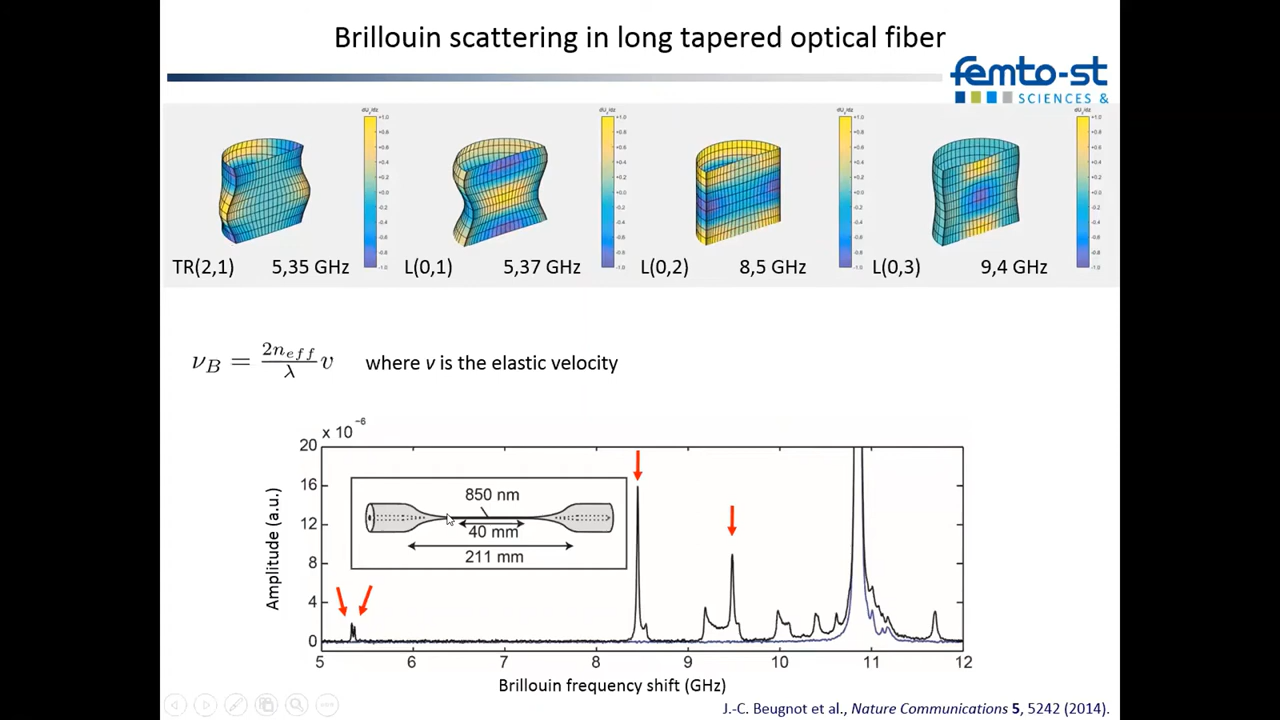 Brillouin scattering in long tapered optical fiber
femto-st
SCIENCES &
TR(2,1) 5,35 GHz L(0,1) 5,37 GHz L(0,2) 8,5 GHz L(0,3) 9,4 GHz
ν_B = 2n_eff/λ v where v is the elastic velocity
x 10⁻⁶
20
16
12
8
4
0
Amplitude (a.u.)
850 nm
40 mm
211 mm
5 6 7 8 9 10 11 12
Brillouin frequency shift (GHz)
J.-C. Beugnot et al., Nature Communications 5, 5242 (2014).